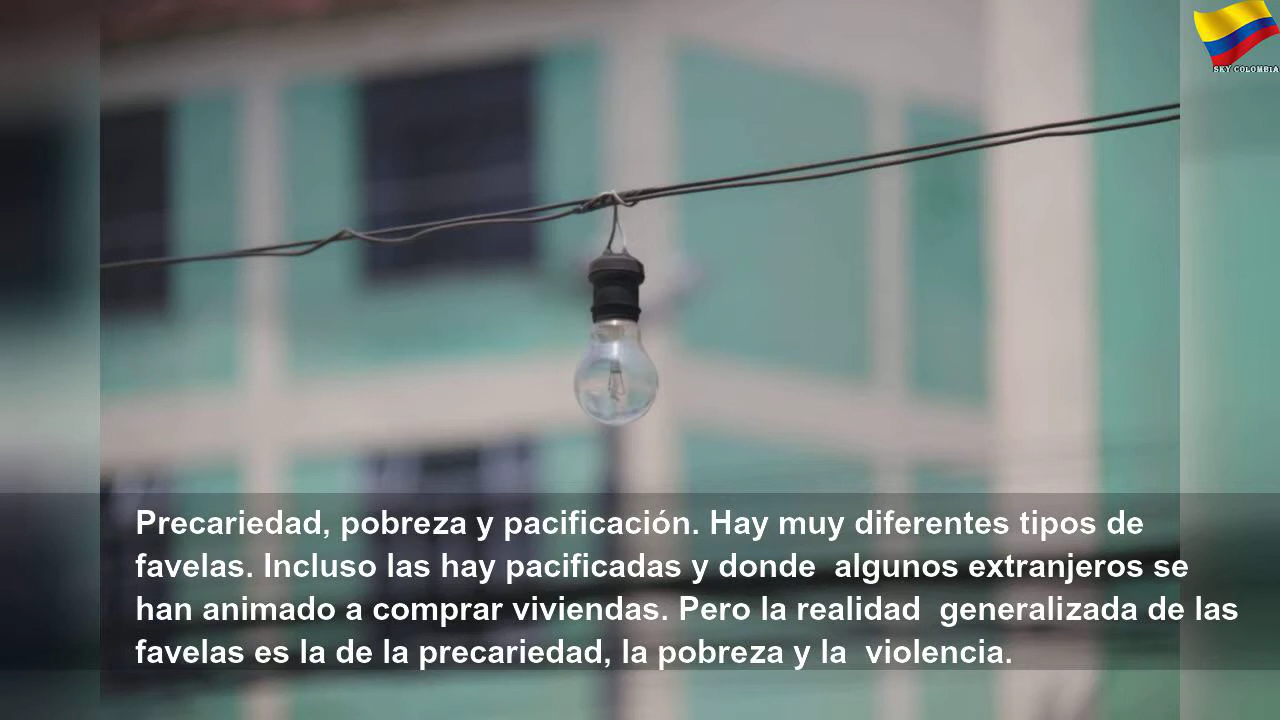 SKY COLOMBIA
Precariedad, pobreza y pacificación. Hay muy diferentes tipos de
favelas. Incluso las hay pacificadas y donde algunos extranjeros se
han animado a comprar viviendas. Pero la realidad generalizada de las
favelas es la de la precariedad, la pobreza y la violencia.